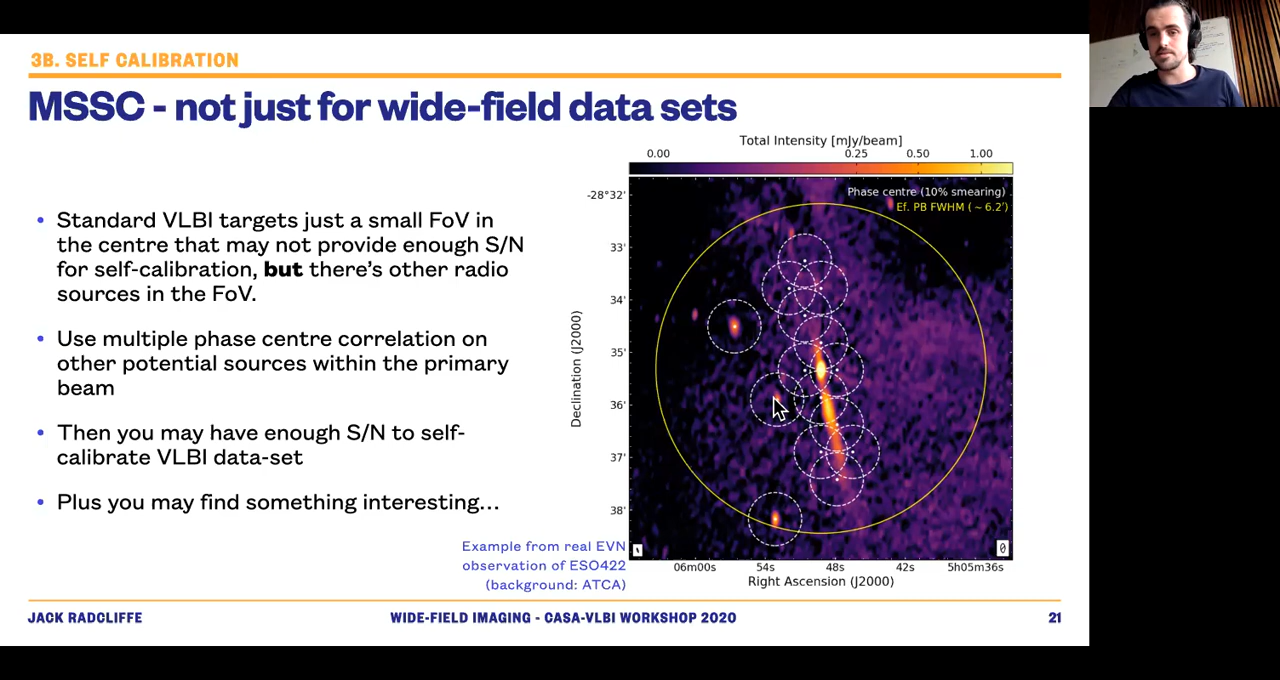 3B. SELF CALIBRATION
MSSC - not just for wide-field data sets
• Standard VLBI targets just a small FoV in
the centre that may not provide enough S/N
for self-calibration, but there's other radio
sources in the FoV.
• Use multiple phase centre correlation on
other potential sources within the primary
beam
• Then you may have enough S/N to self-
calibrate VLBI data-set
• Plus you may find something interesting…
Example from real EVN
observation of ESO422
(background: ATCA)
Total Intensity [mJy/beam]
0.00 0.25 0.50 1.00
Phase centre (10% smearing)
Ef. PB FWHM (~ 6.2′)
Declination (J2000)
-28°32'
33'
34'
35'
36'
37'
38'
06m00s 54s 48s 42s 5h05m36s
Right Ascension (J2000)
JACK RADCLIFFE
WIDE-FIELD IMAGING - CASA-VLBI WORKSHOP 2020
21